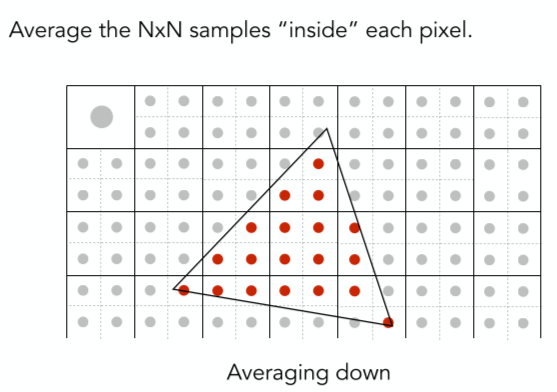 Average the NxN samples “inside” each pixel.
Averaging down